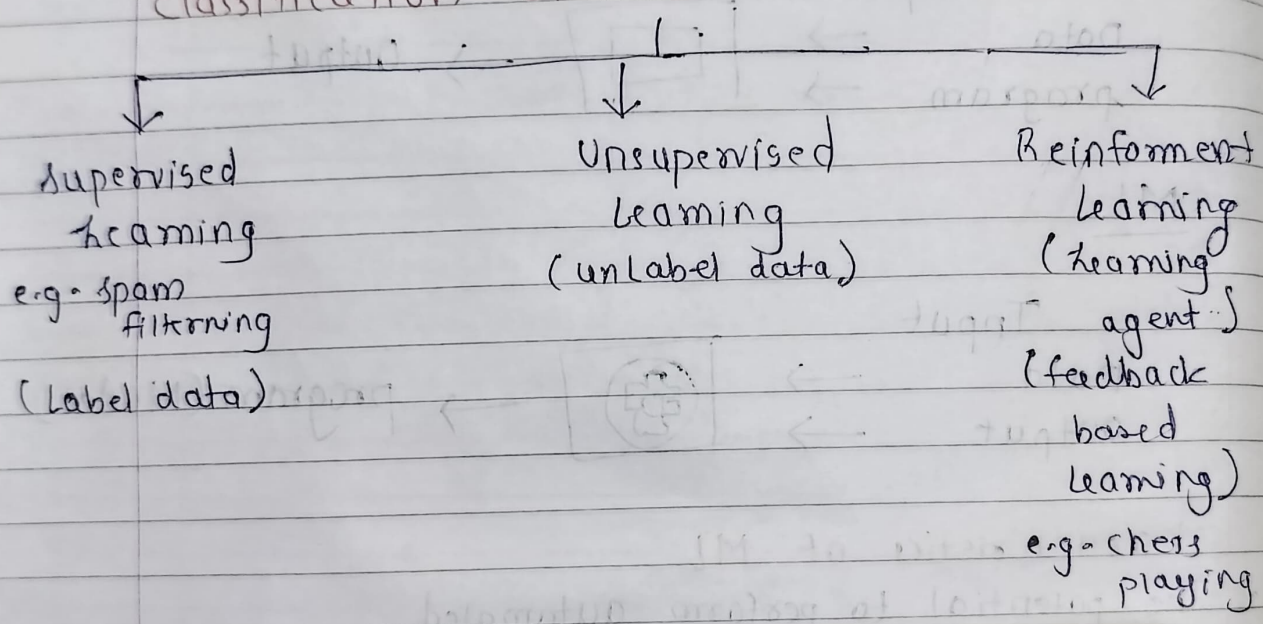 Classification
Supervised
Learning
e.g. spam
filterning
(Label data)
Unsupervised
Learning
(unLabel data)
Reinforment
Learning
(Learning
agent)
(feedback
based
Learning)
e.g. chess
playing